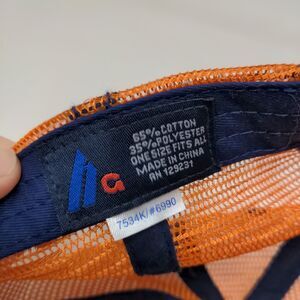 65% COTTON
35% POLYESTER
ONE SIZE FITS ALL
MADE IN CHINA
RN 129231
G
7534K/#6990